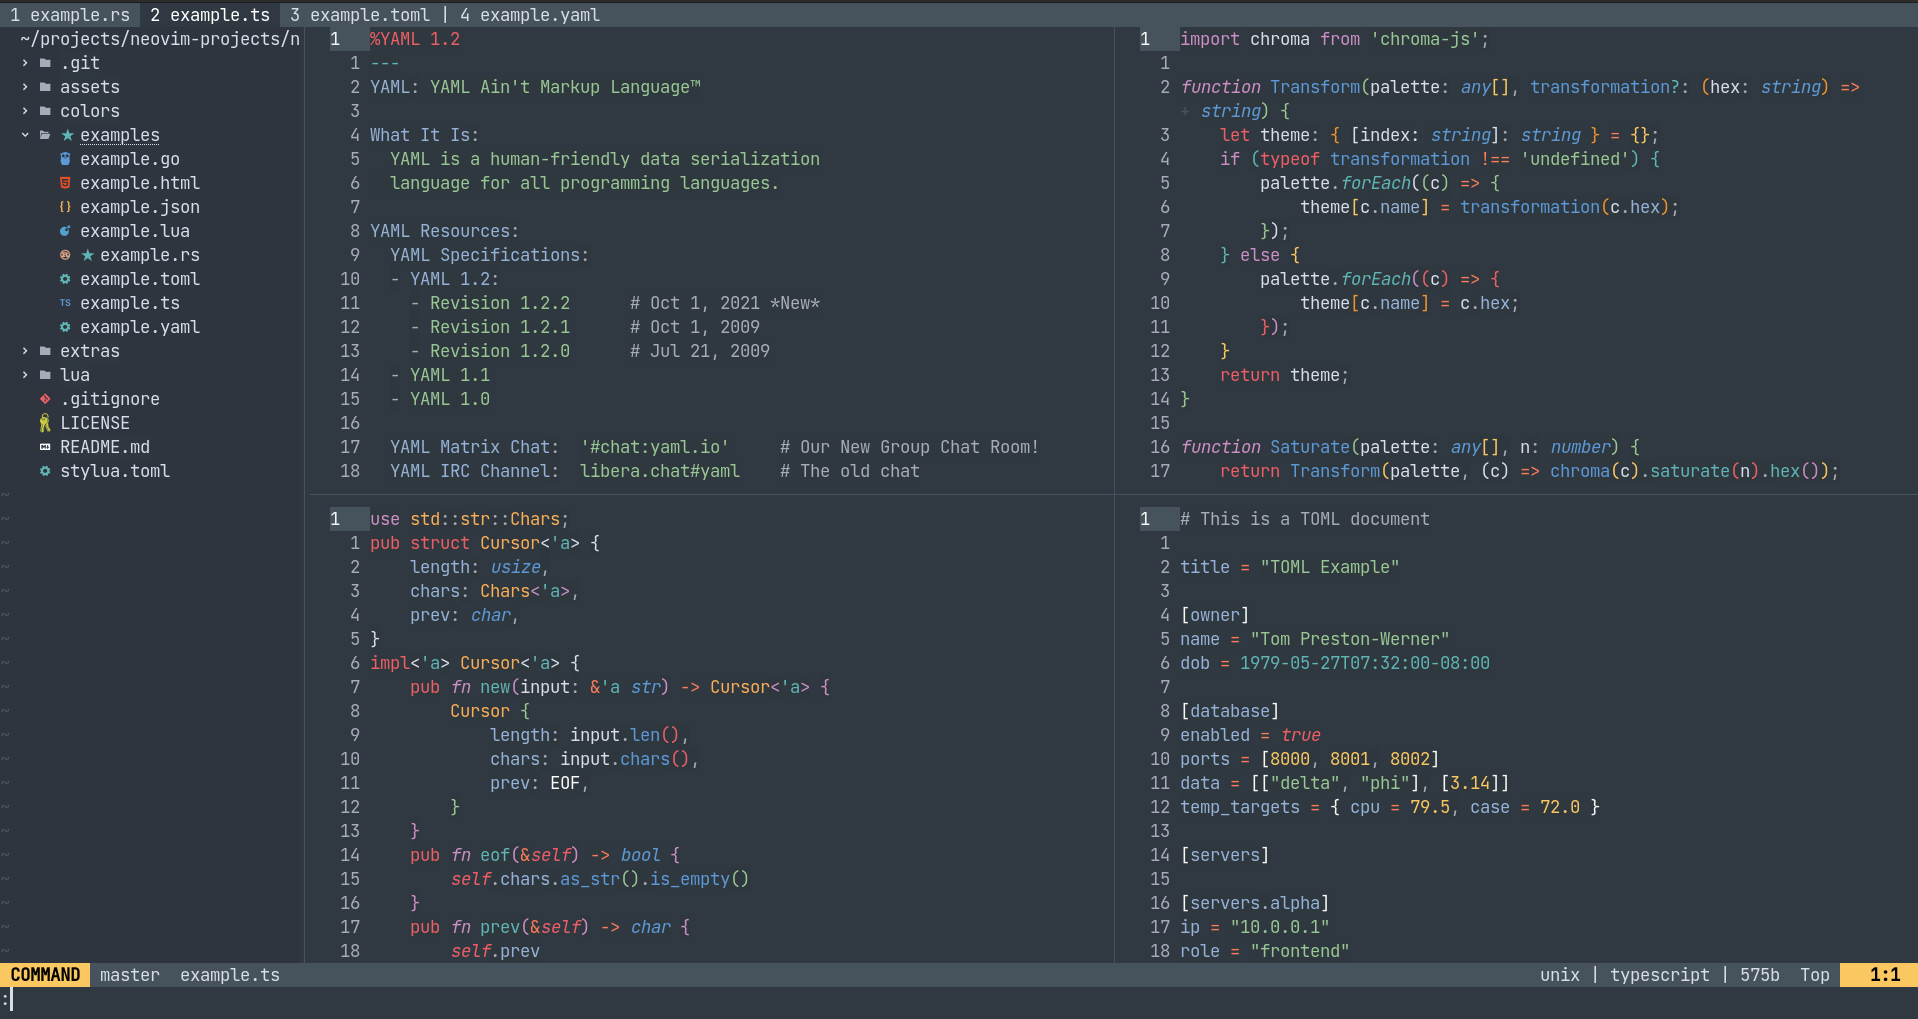 1 example.rs  2 example.ts  3 example.toml | 4 example.yaml
~/projects/neovim-projects/n
.git
assets
colors
★ examples
example.go
example.html
{} example.json
example.lua
★ example.rs
example.toml
TS example.ts
example.yaml
extras
lua
.gitignore
LICENSE
README.md
stylua.toml
1   %YAML 1.2
1 ---
2 YAML: YAML Ain't Markup Language™
3
4 What It Is:
5   YAML is a human-friendly data serialization
6   language for all programming languages.
7
8 YAML Resources:
9   YAML Specifications:
10   - YAML 1.2:
11     - Revision 1.2.2      # Oct 1, 2021 *New*
12     - Revision 1.2.1      # Oct 1, 2009
13     - Revision 1.2.0      # Jul 21, 2009
14   - YAML 1.1
15   - YAML 1.0
16
17   YAML Matrix Chat:  '#chat:yaml.io'     # Our New Group Chat Room!
18   YAML IRC Channel:  libera.chat#yaml    # The old chat
1   import chroma from 'chroma-js';
1
2 function Transform(palette: any[], transformation?: (hex: string) =>
+ string) {
3     let theme: { [index: string]: string } = {};
4     if (typeof transformation !== 'undefined') {
5         palette.forEach((c) => {
6             theme[c.name] = transformation(c.hex);
7         });
8     } else {
9         palette.forEach((c) => {
10             theme[c.name] = c.hex;
11         });
12     }
13     return theme;
14 }
15
16 function Saturate(palette: any[], n: number) {
17     return Transform(palette, (c) => chroma(c).saturate(n).hex());
1   use std::str::Chars;
1 pub struct Cursor<'a> {
2     length: usize,
3     chars: Chars<'a>,
4     prev: char,
5 }
6 impl<'a> Cursor<'a> {
7     pub fn new(input: &'a str) -> Cursor<'a> {
8         Cursor {
9             length: input.len(),
10             chars: input.chars(),
11             prev: EOF,
12         }
13     }
14     pub fn eof(&self) -> bool {
15         self.chars.as_str().is_empty()
16     }
17     pub fn prev(&self) -> char {
18         self.prev
1   # This is a TOML document
1
2 title = "TOML Example"
3
4 [owner]
5 name = "Tom Preston-Werner"
6 dob = 1979-05-27T07:32:00-08:00
7
8 [database]
9 enabled = true
10 ports = [8000, 8001, 8002]
11 data = [["delta", "phi"], [3.14]]
12 temp_targets = { cpu = 79.5, case = 72.0 }
13
14 [servers]
15
16 [servers.alpha]
17 ip = "10.0.0.1"
18 role = "frontend"
COMMAND  master  example.ts  unix | typescript | 575b  Top  1:1
: